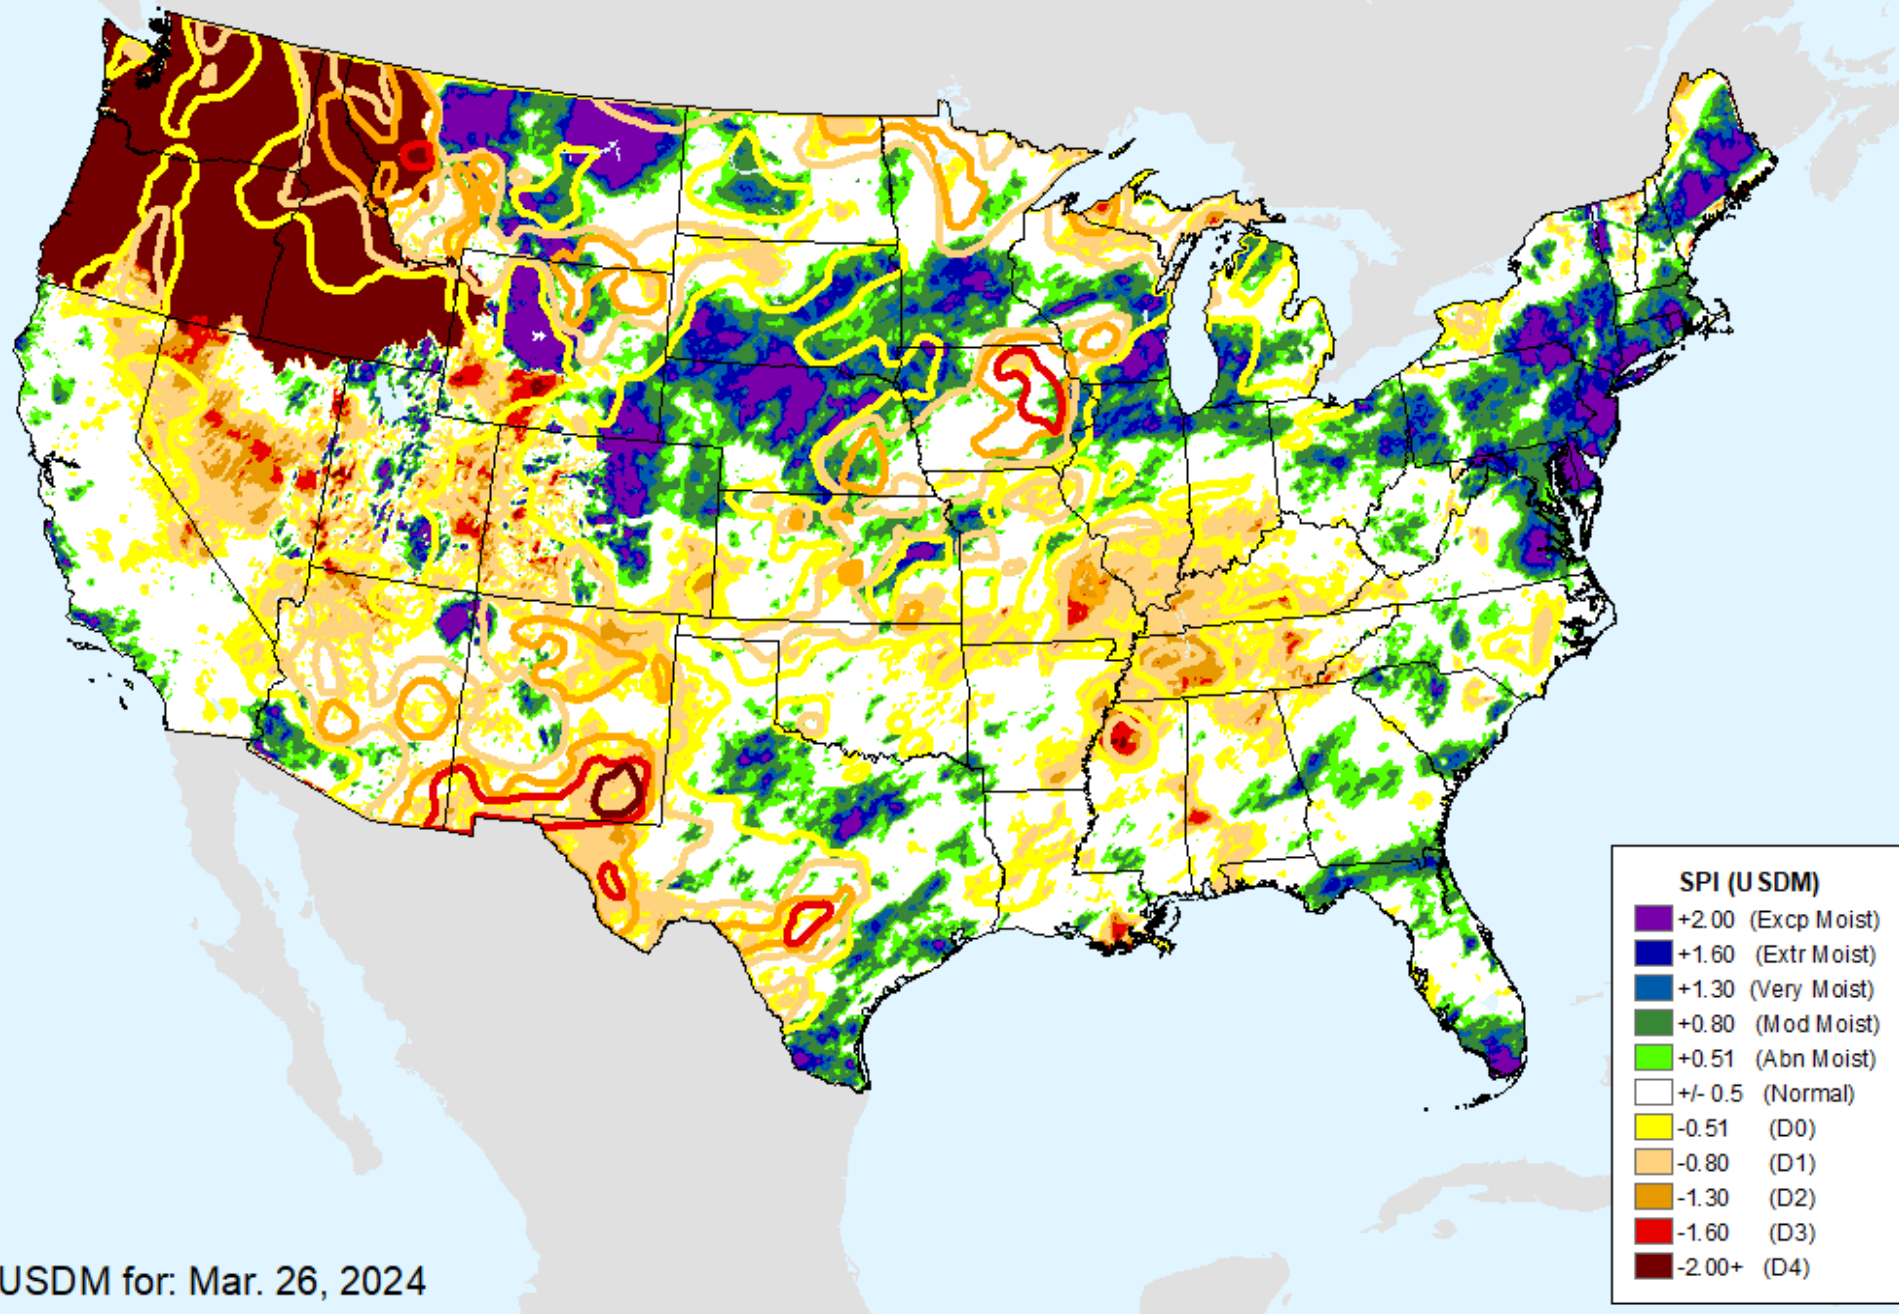 SPI (USDM)
+2.00 (Excp Moist)
+1.60 (Extr Moist)
+1.30 (Very Moist)
+0.80 (Mod Moist)
+0.51 (Abn Moist)
+/- 0.5 (Normal)
-0.51 (D0)
-0.80 (D1)
-1.30 (D2)
-1.60 (D3)
-2.00+ (D4)
USDM for: Mar. 26, 2024